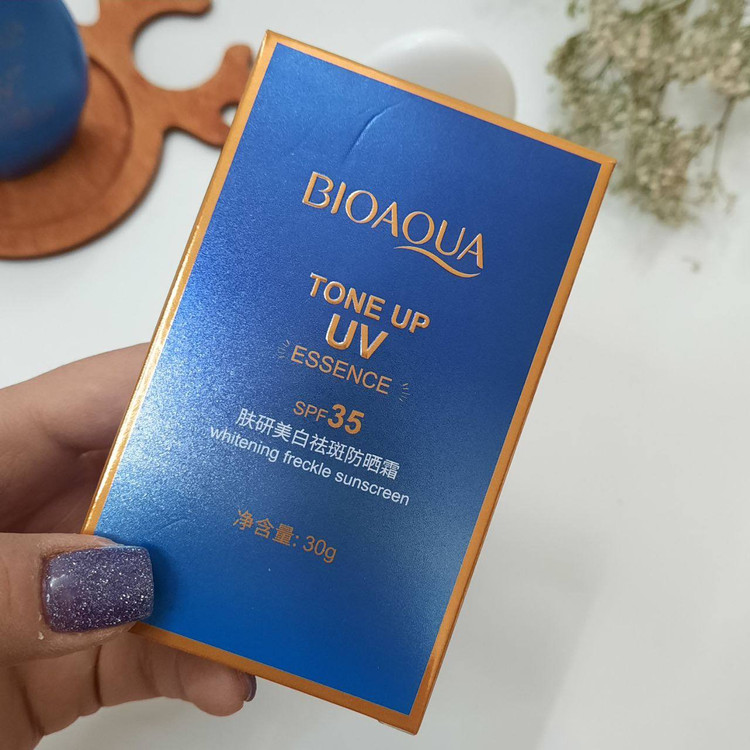 BIOAQUA
TONE UP
UV
ESSENCE
SPF35
肤研美白祛斑防晒霜
whitening freckle sunscreen
净含量: 30g